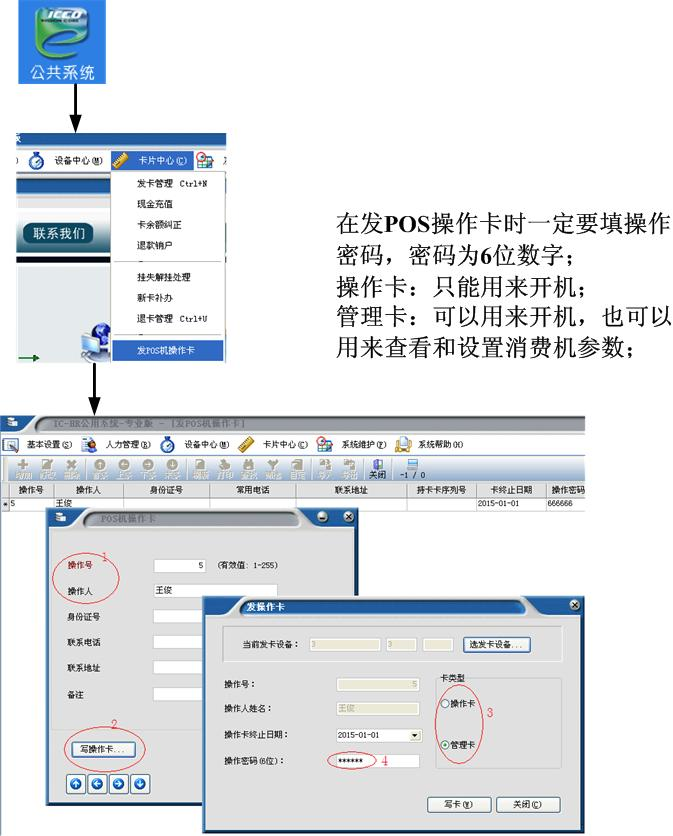 ICCO
公共系统
设备中心(M)
卡片中心(C)
发卡管理 Ctrl+N
现金充值
卡余额纠正
退款销户
挂失解挂处理
新卡补办
退卡管理 Ctrl+U
发POS机操作卡
联系我们
在发POS操作卡时一定要填操作
密码，密码为6位数字；
操作卡：只能用来开机；
管理卡：可以用来开机，也可以
用来查看和设置消费机参数；
IC-HR公用系统-专业版 - [发POS机操作卡]
基本设置(S) 人力管理(R) 设备中心(M) 卡片中心(C) 系统维护(Z) 系统帮助(H)
关闭 -1 / 0
操作号 操作人 身份证号 常用电话 联系地址 持卡卡序列号 卡终止日期 操作密码
5 王俊 2015-01-01 666666
POS机操作卡
1
操作号 5 (有效值: 1-255)
操作人 王俊
身份证号
联系电话
联系地址
备注
2
写操作卡...
发操作卡
当前发卡设备： 3 3 选发卡设备...
操作号： 5
操作人姓名： 王俊
操作卡终止日期： 2015-01-01
操作密码(6位)： ****** 4
卡类型
操作卡
3
管理卡
写卡(W) 关闭(C)